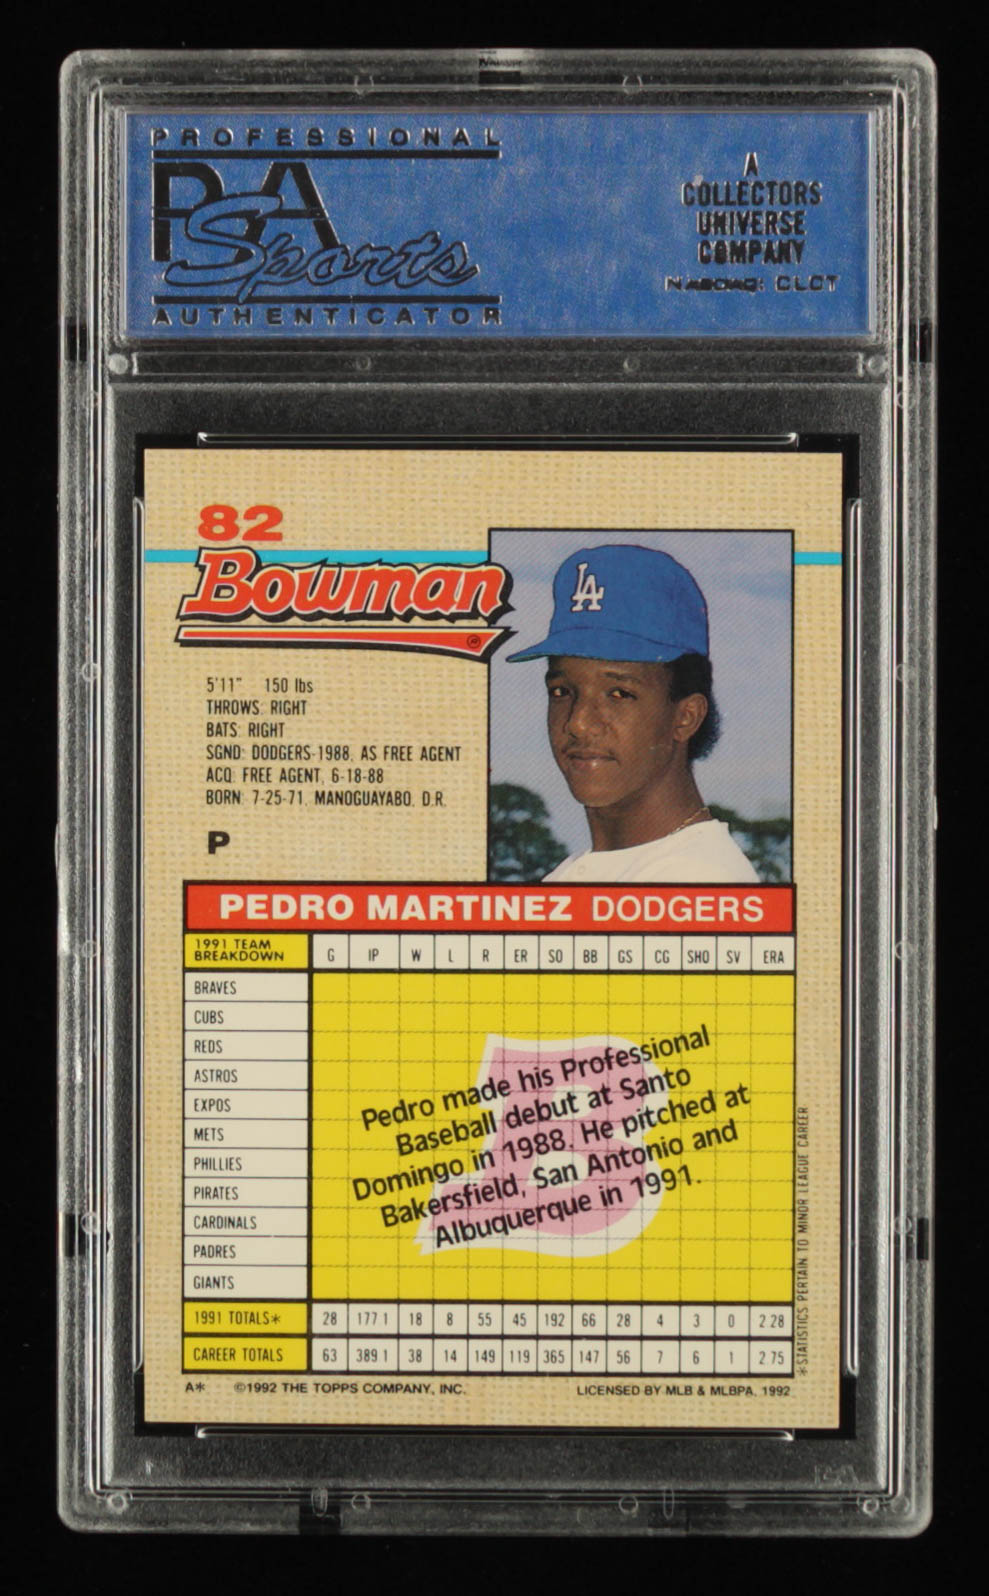 PROFESSIONAL
PSA
Sports
AUTHENTICATOR
A
COLLECTORS
UNIVERSE
COMPANY
NASDAQ: CLCT
82
Bowman
®
LA
5'11" 150 lbs
THROWS: RIGHT
BATS: RIGHT
SGND: DODGERS-1988, AS FREE AGENT
ACQ: FREE AGENT, 6-18-88
BORN: 7-25-71, MANOGUAYABO, D.R.
P
PEDRO MARTINEZ DODGERS
1991 TEAM BREAKDOWN G IP W L R ER SO BB GS CG SHO SV ERA
BRAVES
CUBS
REDS
ASTROS
EXPOS
METS
PHILLIES
PIRATES
CARDINALS
PADRES
GIANTS
B
Pedro made his Professional
Baseball debut at Santo
Domingo in 1988. He pitched at
Bakersfield, San Antonio and
Albuquerque in 1991.
1991 TOTALS* 28 177.1 18 8 55 45 192 66 28 4 3 0 2.28
CAREER TOTALS 63 389.1 38 14 149 119 365 147 56 7 6 1 2.75
*STATISTICS PERTAIN TO MINOR LEAGUE CAREER
A* ©1992 THE TOPPS COMPANY, INC. LICENSED BY MLB & MLBPA, 1992
PSA